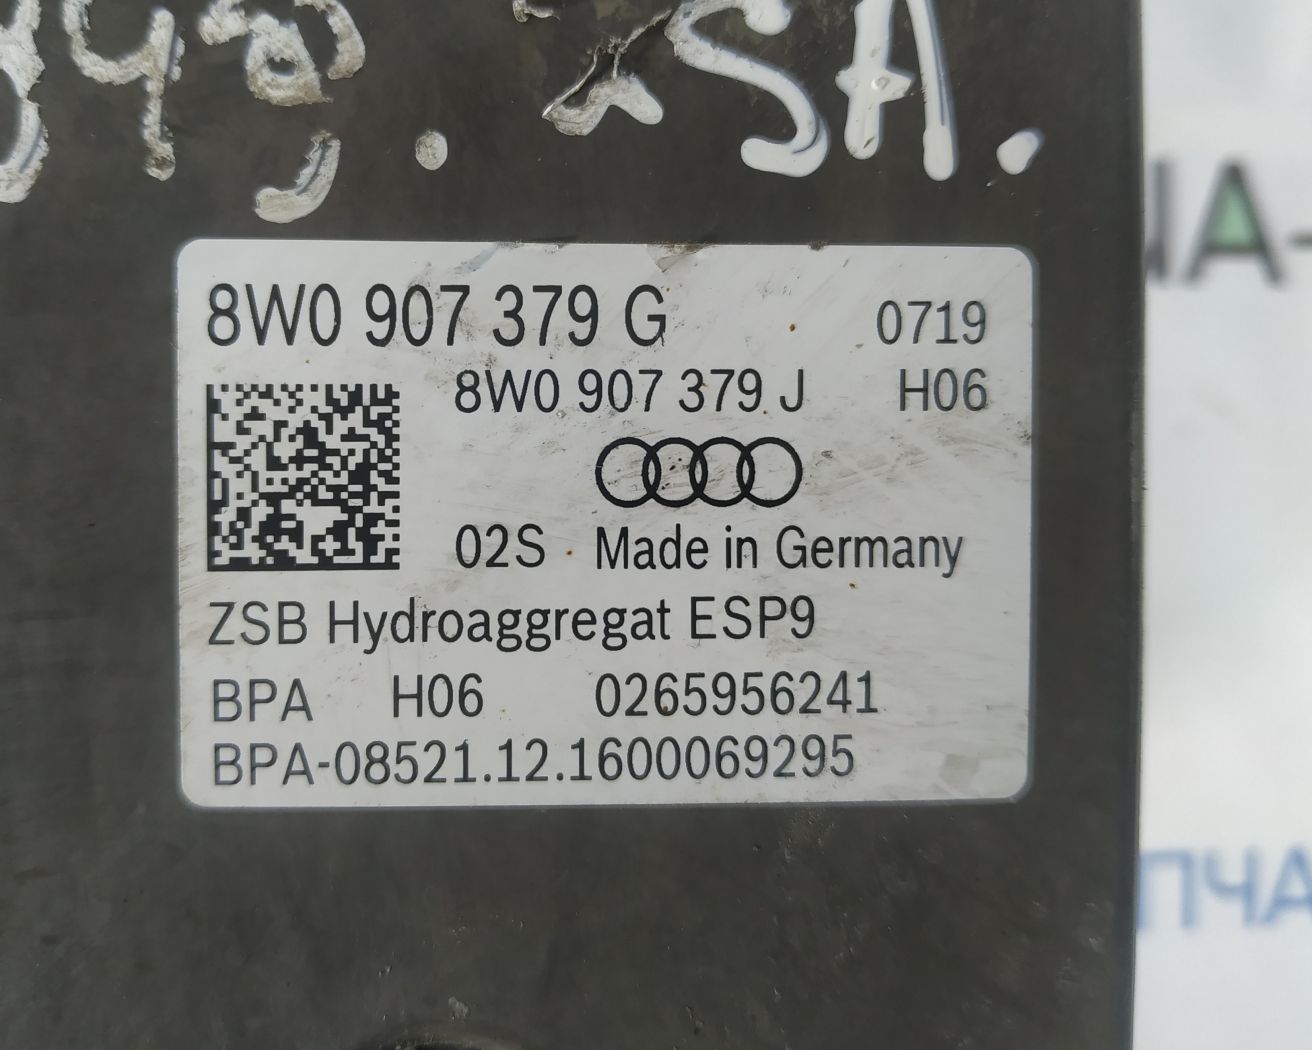 SA.
8W0 907 379 G 0719
8W0 907 379 J H06
02S Made in Germany
ZSB Hydroaggregat ESP9
BPA H06 0265956241
BPA-08521.12.1600069295